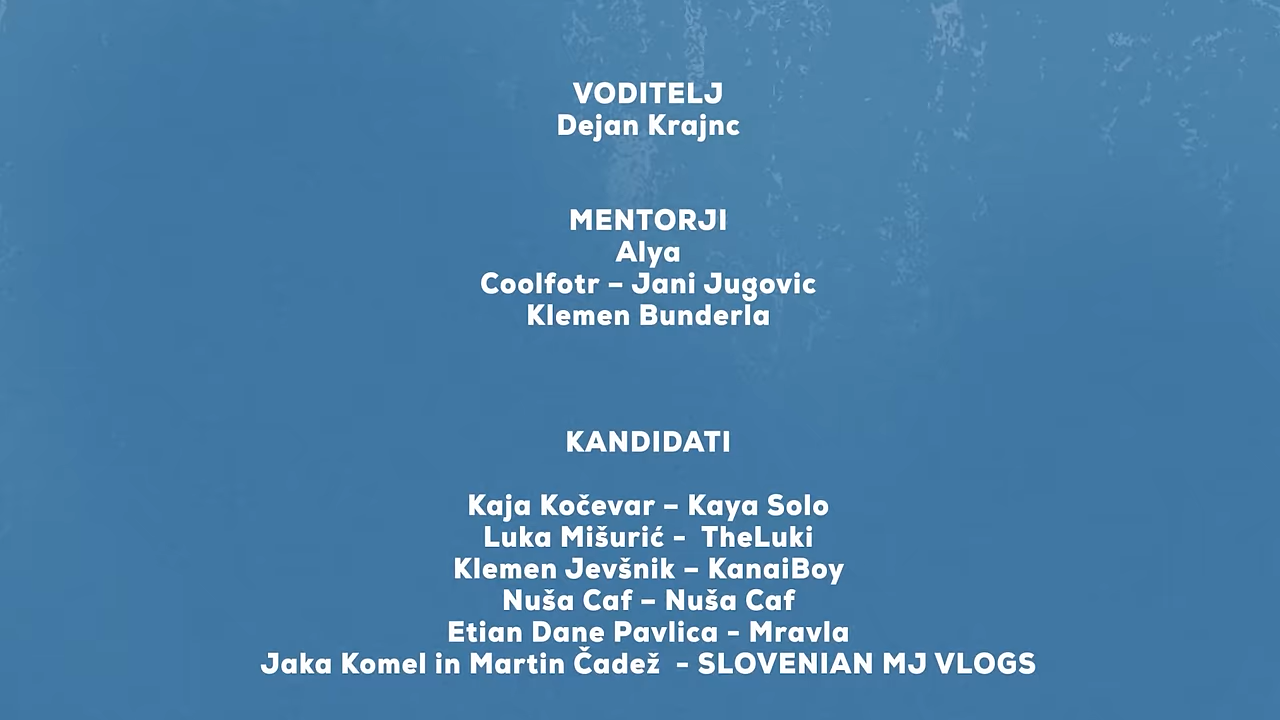 VODITELJ
Dejan Krajnc
MENTORJI
Alya
Coolfotr – Jani Jugovic
Klemen Bunderla
KANDIDATI
Kaja Kočevar – Kaya Solo
Luka Mišurić -  TheLuki
Klemen Jevšnik – KanaiBoy
Nuša Caf – Nuša Caf
Etian Dane Pavlica - Mravla
Jaka Komel in Martin Čadež  - SLOVENIAN MJ VLOGS